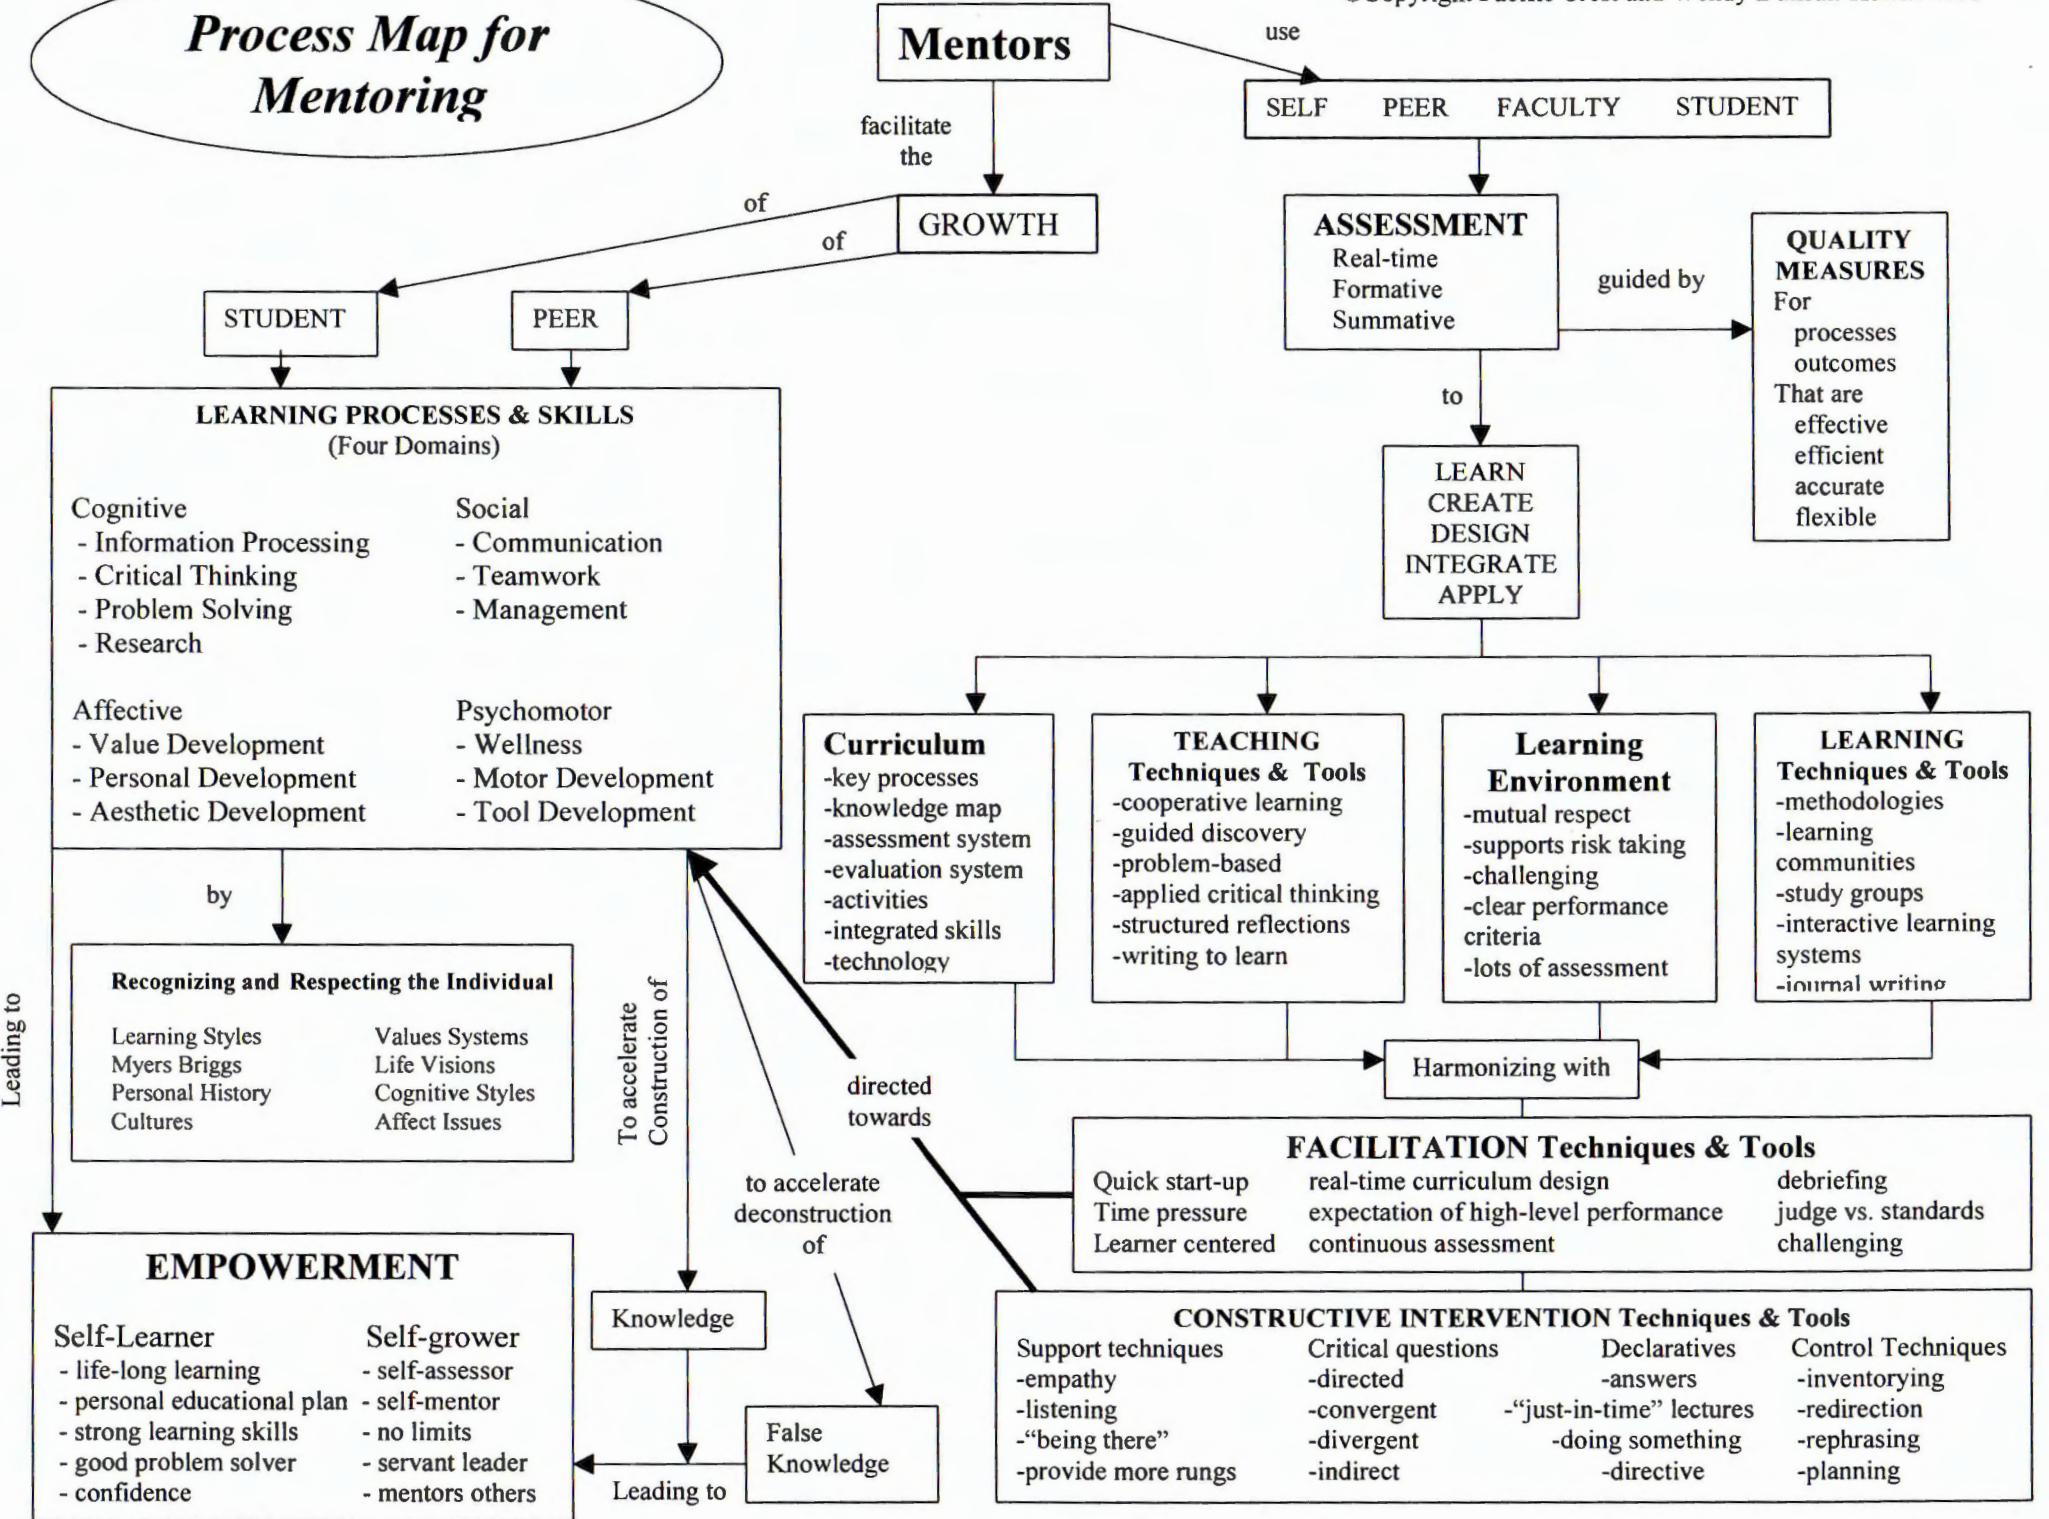 Process Map for
Mentoring
Mentors
use
SELF PEER FACULTY STUDENT
facilitate
the
GROWTH
of
of
STUDENT
PEER
ASSESSMENT
Real-time
Formative
Summative
guided by
QUALITY
MEASURES
For
processes
outcomes
That are
effective
efficient
accurate
flexible
to
LEARN
CREATE
DESIGN
INTEGRATE
APPLY
LEARNING PROCESSES & SKILLS
(Four Domains)
Cognitive
- Information Processing
- Critical Thinking
- Problem Solving
- Research
Social
- Communication
- Teamwork
- Management
Affective
- Value Development
- Personal Development
- Aesthetic Development
Psychomotor
- Wellness
- Motor Development
- Tool Development
Curriculum
-key processes
-knowledge map
-assessment system
-evaluation system
-activities
-integrated skills
-technology
TEACHING
Techniques & Tools
-cooperative learning
-guided discovery
-problem-based
-applied critical thinking
-structured reflections
-writing to learn
Learning
Environment
-mutual respect
-supports risk taking
-challenging
-clear performance
criteria
-lots of assessment
LEARNING
Techniques & Tools
-methodologies
-learning
communities
-study groups
-interactive learning
systems
-journal writing
by
Recognizing and Respecting the Individual
Learning Styles
Myers Briggs
Personal History
Cultures
Values Systems
Life Visions
Cognitive Styles
Affect Issues
Leading to
To accelerate
Construction of
directed
towards
to accelerate
deconstruction
of
Harmonizing with
FACILITATION Techniques & Tools
Quick start-up real-time curriculum design debriefing
Time pressure expectation of high-level performance judge vs. standards
Learner centered continuous assessment challenging
EMPOWERMENT
Self-Learner
- life-long learning
- personal educational plan
- strong learning skills
- good problem solver
- confidence
Self-grower
- self-assessor
- self-mentor
- no limits
- servant leader
- mentors others
Knowledge
False
Knowledge
Leading to
CONSTRUCTIVE INTERVENTION Techniques & Tools
Support techniques
-empathy
-listening
-“being there”
-provide more rungs
Critical questions
-directed
-convergent
-divergent
-indirect
Declaratives
-answers
-“just-in-time” lectures
-doing something
-directive
Control Techniques
-inventorying
-redirection
-rephrasing
-planning